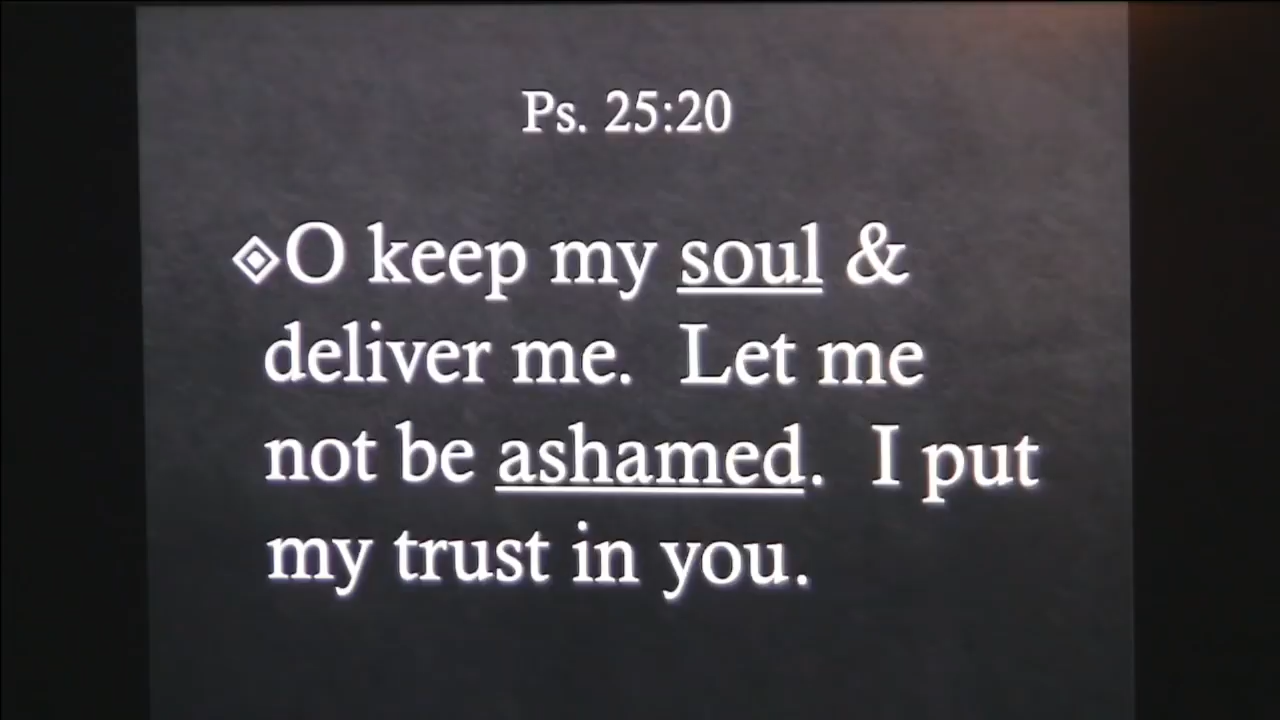 Ps. 25:20
O keep my soul &
deliver me.  Let me
not be ashamed.  I put
my trust in you.